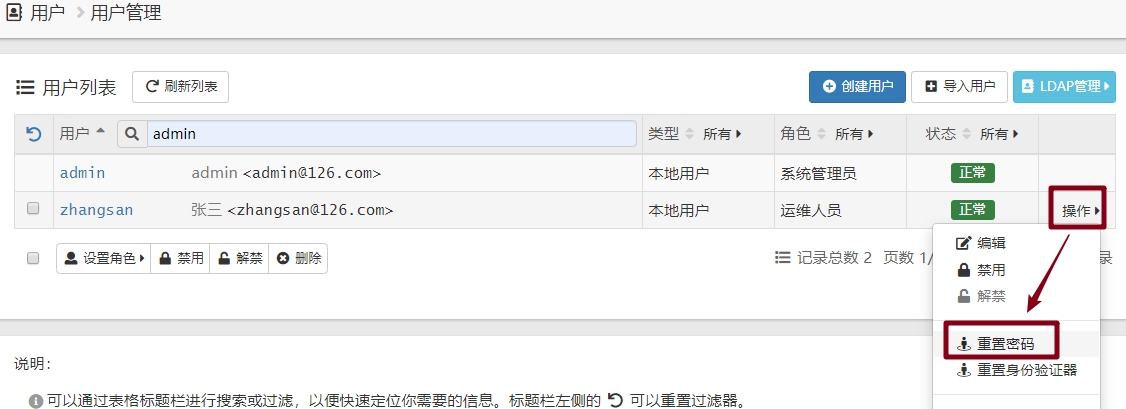 用户 > 用户管理
用户列表 刷新列表 创建用户 导入用户 LDAP管理
用户 admin 类型 所有 角色 所有 状态 所有
admin admin <admin@126.com> 本地用户 系统管理员 正常
zhangsan 张三 <zhangsan@126.com> 本地用户 运维人员 正常 操作
编辑
设置角色 禁用 解禁 删除 记录总数 2 页数 1/ 录
禁用
解禁
重置密码
重置身份验证器
说明：
可以通过表格标题栏进行搜索或过滤，以便快速定位你需要的信息。标题栏左侧的 可以重置过滤器。